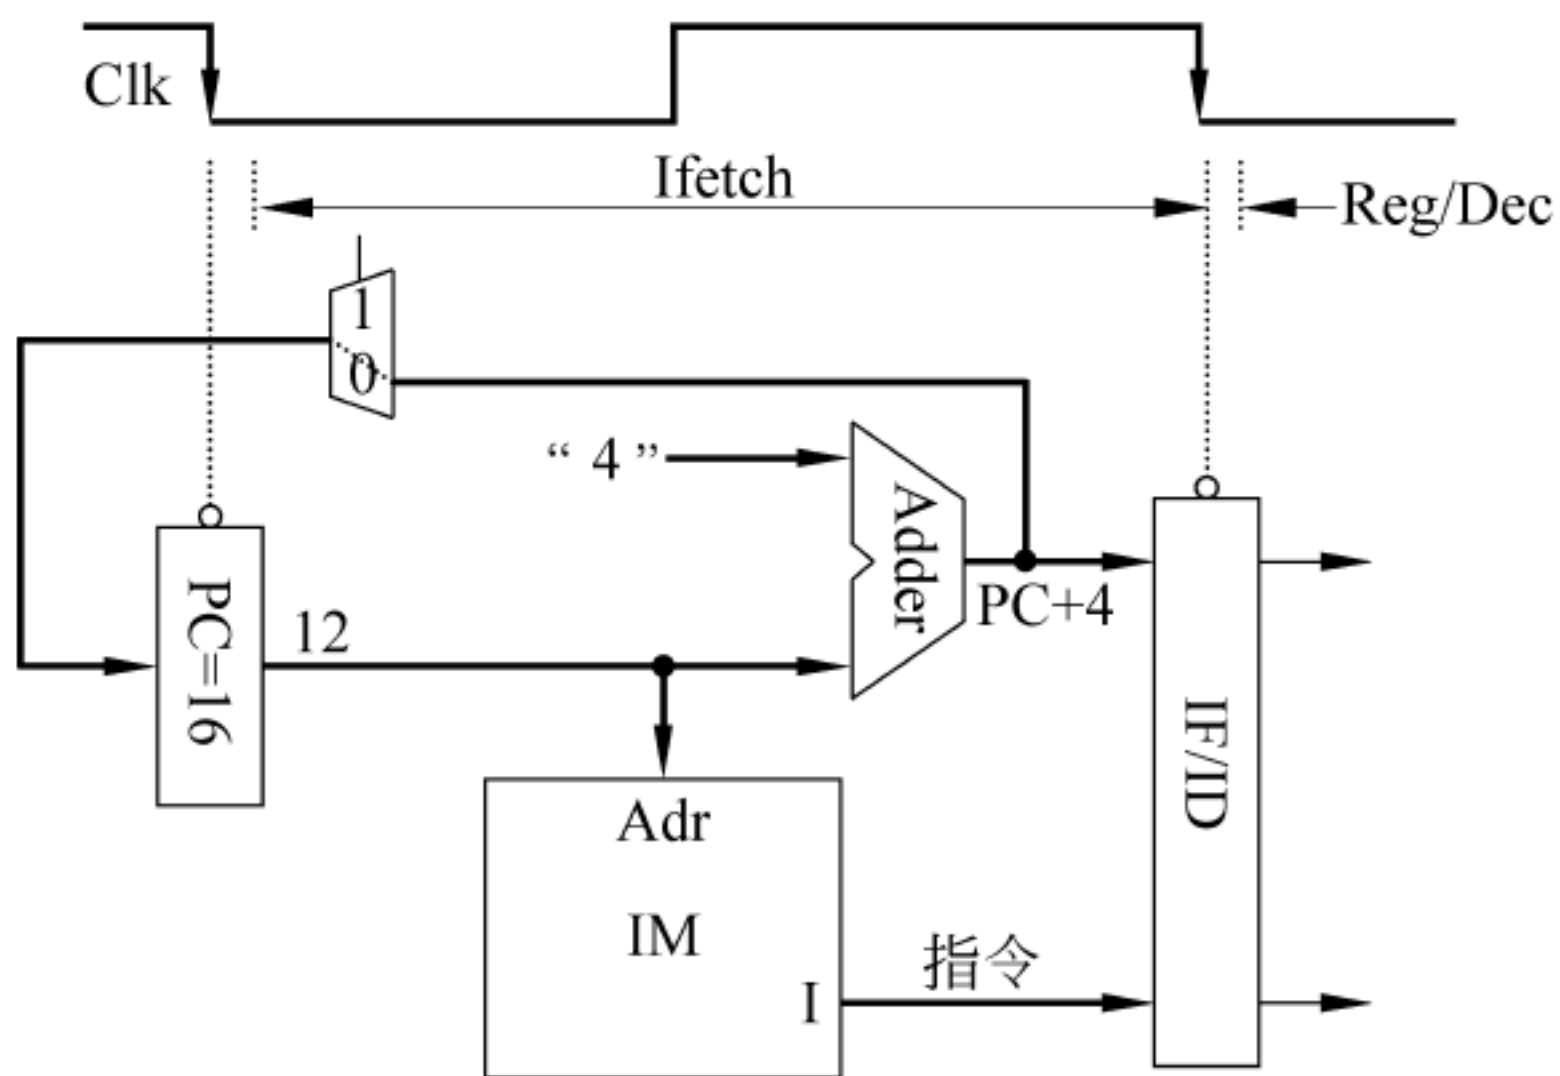 Clk
Ifetch
Reg/Dec
1
0
“ 4 ”
Adder
PC+4
PC=16
12
IF/ID
Adr
IM
I
指令